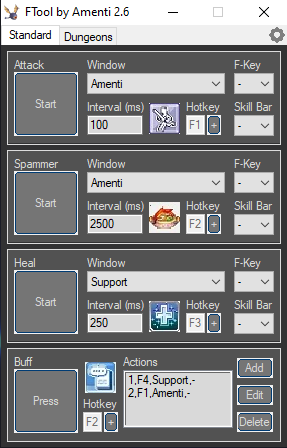 FTool by Amenti 2.6
Standard Dungeons
Attack Window F-Key
Start Amenti -
Interval (ms) Hotkey Skill Bar
100 F1 + -
Spammer Window F-Key
Start Amenti -
Interval (ms) Hotkey Skill Bar
2500 F2 + -
Heal Window F-Key
Start Support -
Interval (ms) Hotkey Skill Bar
250 F3 + -
Buff Actions
Press Add
1,F4,Support,-
2,F1,Amenti,-
Edit
Hotkey
F2 + Delete